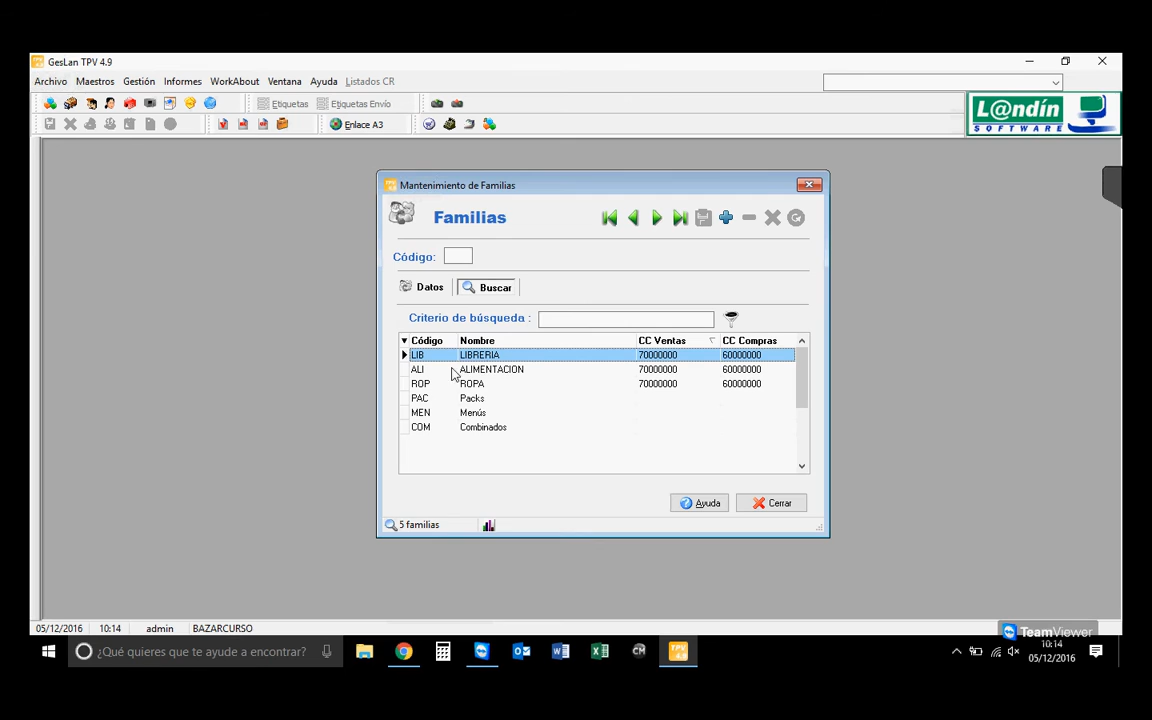 GesLan TPV 4.9
Archivo Maestros Gestión Informes WorkAbout Ventana Ayuda Listados CR
Etiquetas Etiquetas Envío
Enlace A3
L@ndín
SOFTWARE
Mantenimiento de Familias
Familias
Código:
Datos Buscar
Criterio de búsqueda :
Código Nombre CC Ventas CC Compras
LIB LIBRERIA 70000000 60000000
ALI ALIMENTACION 70000000 60000000
ROP ROPA 70000000 60000000
PAC Packs
MEN Menús
COM Combinados
Ayuda Cerrar
5 familias
05/12/2016 10:14 admin BAZARCURSO
TeamViewer
¿Qué quieres que te ayude a encontrar?
TPV 4.9
10:14
05/12/2016